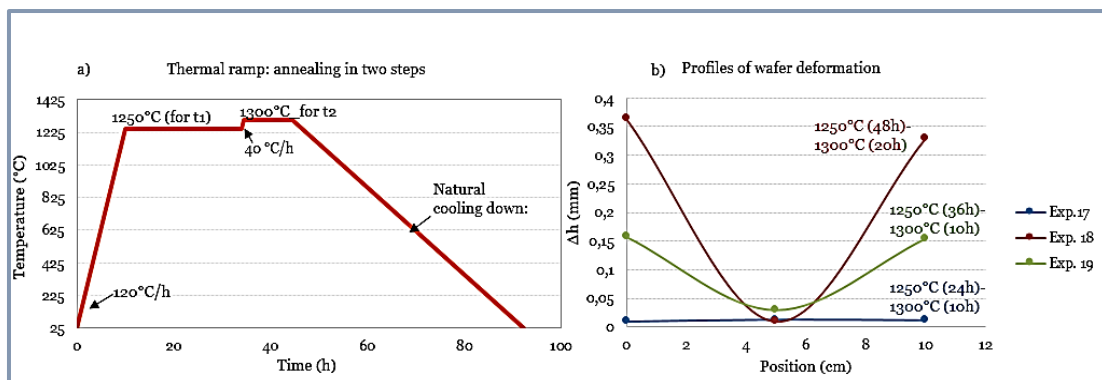 a) Thermal ramp: annealing in two steps
1425
1225
1025
825
625
425
225
25
Temperature (°C)
1250°C (for t1)
1300°C_for t2
40 °C/h
Natural
cooling down:
120°C/h
0 20 40 60 80 100
Time (h)
b) Profiles of wafer deformation
0,4
0,35
0,3
0,25
0,2
0,15
0,1
0,05
0
Δh (mm)
1250°C (48h)-
1300°C (20h)
1250°C (36h)-
1300°C (10h)
1250°C (24h)-
1300°C (10h)
0 2 4 6 8 10 12
Position (cm)
Exp.17
Exp. 18
Exp. 19